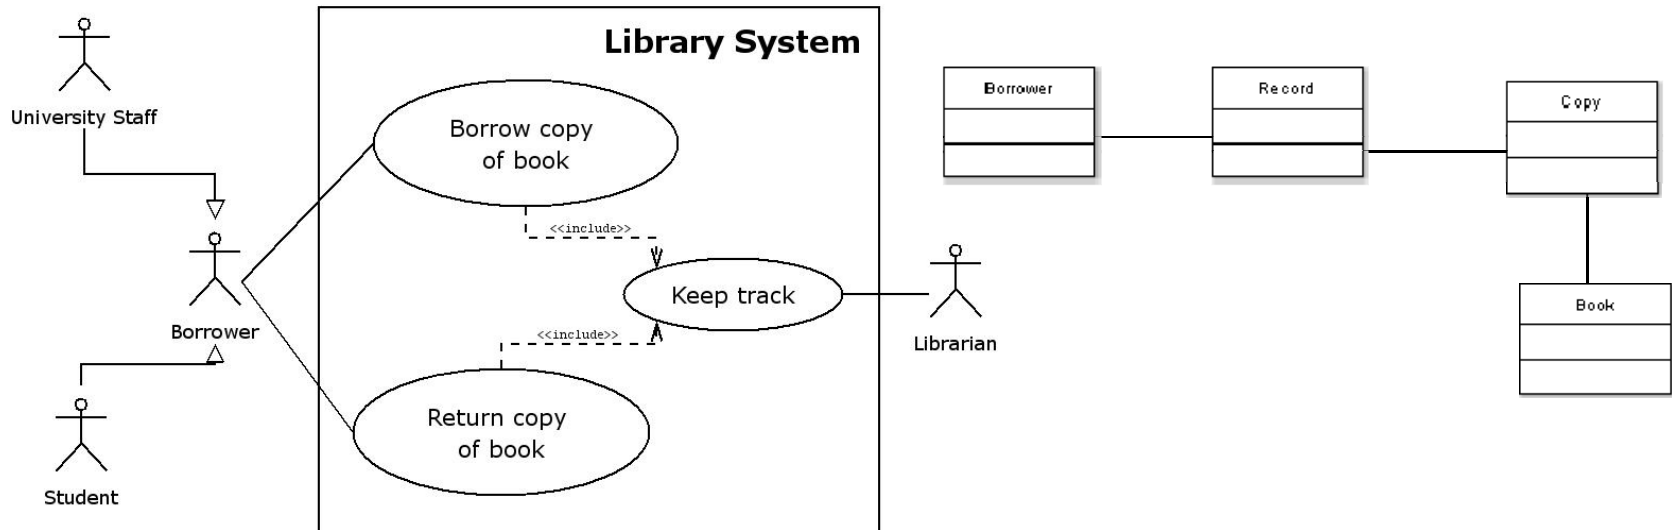 Library System
University Staff
Borrow copy
of book
<<include>>
Borrower
Keep track
<<include>>
Librarian
Return copy
of book
Student
Borrower
Record
Copy
Book